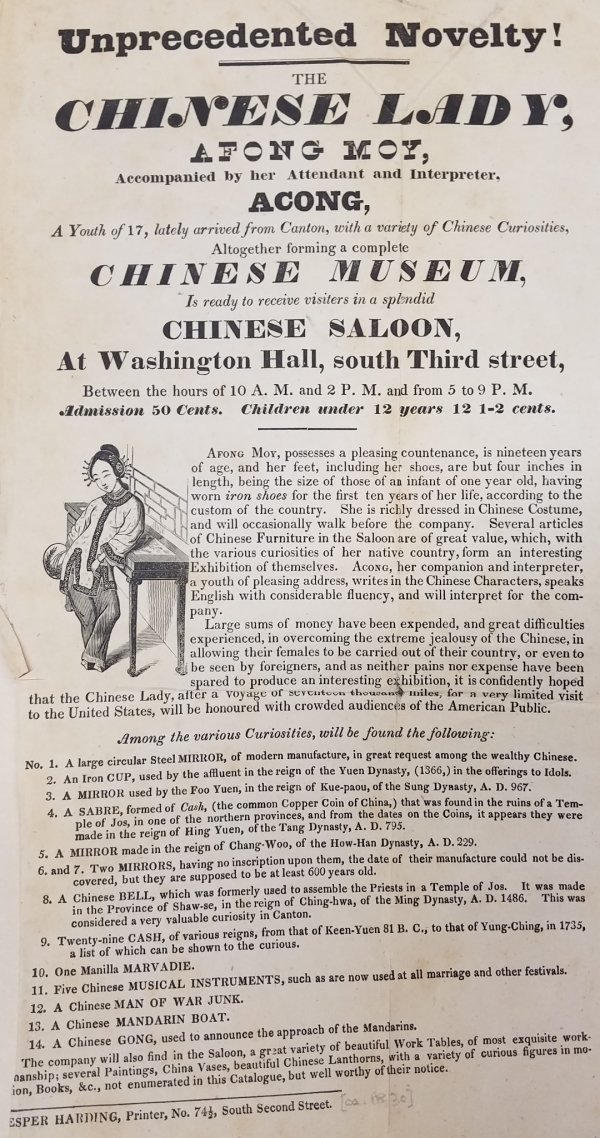 Unprecedented Novelty!
THE
CHINESE LADY,
AFONG MOY,
Accompanied by her Attendant and Interpreter,
ACONG,
A Youth of 17, lately arrived from Canton, with a variety of Chinese Curiosities,
Altogether forming a complete
CHINESE MUSEUM,
Is ready to receive visiters in a splendid
CHINESE SALOON,
At Washington Hall, south Third street,
Between the hours of 10 A. M. and 2 P. M. and from 5 to 9 P. M.
Admission 50 Cents. Children under 12 years 12 1-2 cents.
AFONG MOY, possesses a pleasing countenance, is nineteen years
of age, and her feet, including her shoes, are but four inches in
length, being the size of those of an infant of one year old, having
worn iron shoes for the first ten years of her life, according to the
custom of the country. She is richly dressed in Chinese Costume,
and will occasionally walk before the company. Several articles
of Chinese Furniture in the Saloon are of great value, which, with
the various curiosities of her native country, form an interesting
Exhibition of themselves. ACONG, her companion and interpreter,
a youth of pleasing address, writes in the Chinese Characters, speaks
English with considerable fluency, and will interpret for the com-
pany.
Large sums of money have been expended, and great difficulties
experienced, in overcoming the extreme jealousy of the Chinese, in
allowing their females to be carried out of their country, or even to
be seen by foreigners, and as neither pains nor expense have been
spared to produce an interesting exhibition, it is confidently hoped
that the Chinese Lady, after a voyage of seventeen thousand miles, for a very limited visit
to the United States, will be honoured with crowded audiences of the American Public.
Among the various Curiosities, will be found the following:
No. 1. A large circular Steel MIRROR, of modern manufacture, in great request among the wealthy Chinese.
2. An Iron CUP, used by the affluent in the reign of the Yuen Dynasty, (1366,) in the offerings to Idols.
3. A MIRROR used by the Foo Yuen, in the reign of Kue-paou, of the Sung Dynasty, A. D. 967.
4. A SABRE, formed of Cash, (the common Copper Coin of China,) that was found in the ruins of a Tem-
ple of Jos, in one of the northern provinces, and from the dates on the Coins, it appears they were
made in the reign of Hing Yuen, of the Tang Dynasty, A. D. 795.
5. A MIRROR made in the reign of Chang-Woo, of the How-Han Dynasty, A. D. 229.
6. and 7. Two MIRRORS, having no inscription upon them, the date of their manufacture could not be dis-
covered, but they are supposed to be at least 600 years old.
8. A Chinese BELL, which was formerly used to assemble the Priests in a Temple of Jos. It was made
in the Province of Shaw-se, in the reign of Ching-hwa, of the Ming Dynasty, A. D. 1486. This was
considered a very valuable curiosity in Canton.
9. Twenty-nine CASH, of various reigns, from that of Keen-Yuen 81 B. C., to that of Yung-Ching, in 1735,
a list of which can be shown to the curious.
10. One Manilla MARVADIE.
11. Five Chinese MUSICAL INSTRUMENTS, such as are now used at all marriage and other festivals.
12. A Chinese MAN OF WAR JUNK.
13. A Chinese MANDARIN BOAT.
14. A Chinese GONG, used to announce the approach of the Mandarins.
The company will also find in the Saloon, a great variety of beautiful Work Tables, of most exquisite work-
manship; several Paintings, China Vases, beautiful Chinese Lanthorns, with a variety of curious figures in mo-
ion, Books, &c., not enumerated in this Catalogue, but well worthy of their notice.
ESPER HARDING, Printer, No. 74½, South Second Street. [ca. 1830]